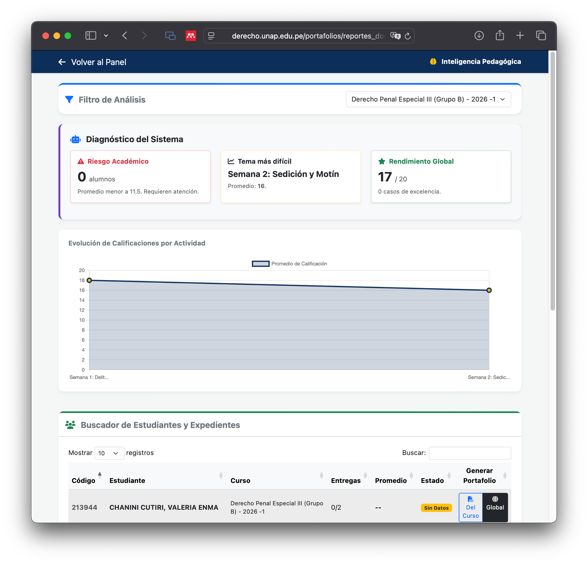 derecho.unap.edu.pe/portafolios/reportes_do
Volver al Panel
Inteligencia Pedagógica
Filtro de Análisis
Derecho Penal Especial III (Grupo B) - 2026 -1
Diagnóstico del Sistema
Riesgo Académico
0 alumnos
Promedio menor a 11.5. Requieren atención.
Tema más difícil
Semana 2: Sedición y Motín
Promedio: 16.
Rendimiento Global
17 / 20
0 casos de excelencia.
Evolución de Calificaciones por Actividad
Promedio de Calificación
20
18
16
14
12
10
8
6
4
2
0
Semana 1: Delit...
Semana 2: Sedic...
Buscador de Estudiantes y Expedientes
Mostrar 10 registros
Buscar:
Código
Estudiante
Curso
Entregas
Promedio
Estado
Generar
Portafolio
213944
CHANINI CUTIRI, VALERIA ENMA
Derecho Penal Especial III (Grupo
B) - 2026 -1
0/2
--
Sin Datos
Del
Curso
Global